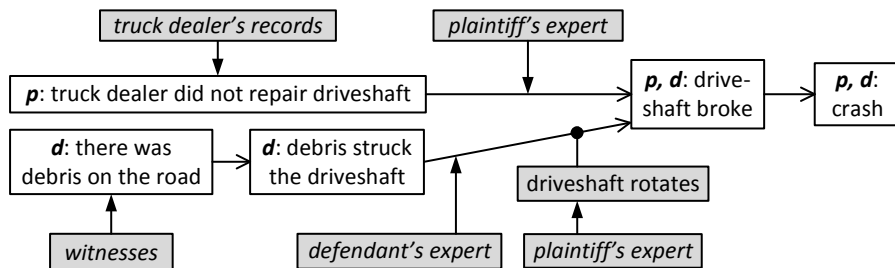 truck dealer's records
plaintiff's expert
p: truck dealer did not repair driveshaft
p, d: drive-
shaft broke
p, d:
crash
d: there was
debris on the road
d: debris struck
the driveshaft
driveshaft rotates
witnesses
defendant's expert
plaintiff's expert